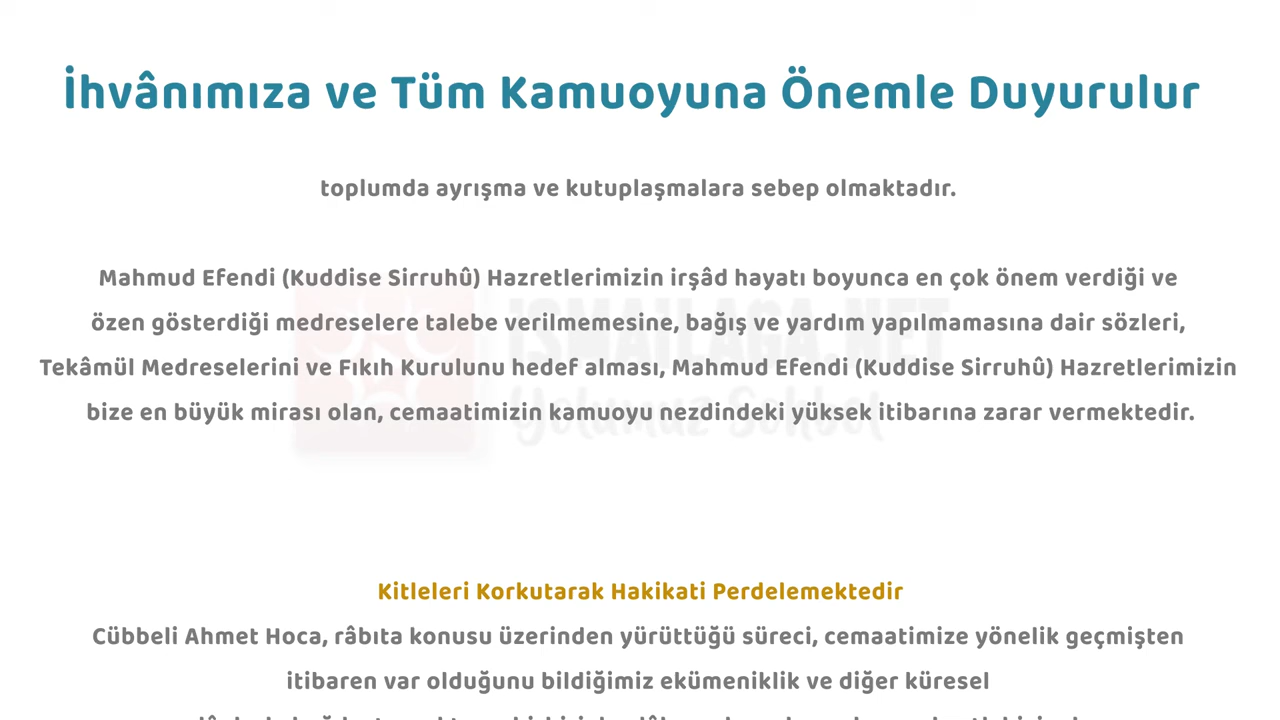 İhvânımıza ve Tüm Kamuoyuna Önemle Duyurulur
toplumda ayrışma ve kutuplaşmalara sebep olmaktadır.
Mahmud Efendi (Kuddise Sirruhû) Hazretlerimizin irşâd hayatı boyunca en çok önem verdiği ve
özen gösterdiği medreselere talebe verilmemesine, bağış ve yardım yapılmamasına dair sözleri,
iSMAiLAGA.NET
Tekâmül Medreselerini ve Fıkıh Kurulunu hedef alması, Mahmud Efendi (Kuddise Sirruhû) Hazretlerimizin
bize en büyük mirası olan, cemaatimizin kamuoyu nezdindeki yüksek itibarına zarar vermektedir.
Yolumuz Sohbet
Kitleleri Korkutarak Hakikati Perdelemektedir
Cübbeli Ahmet Hoca, râbıta konusu üzerinden yürüttüğü süreci, cemaatimize yönelik geçmişten
itibaren var olduğunu bildiğimiz ekümeniklik ve diğer küresel